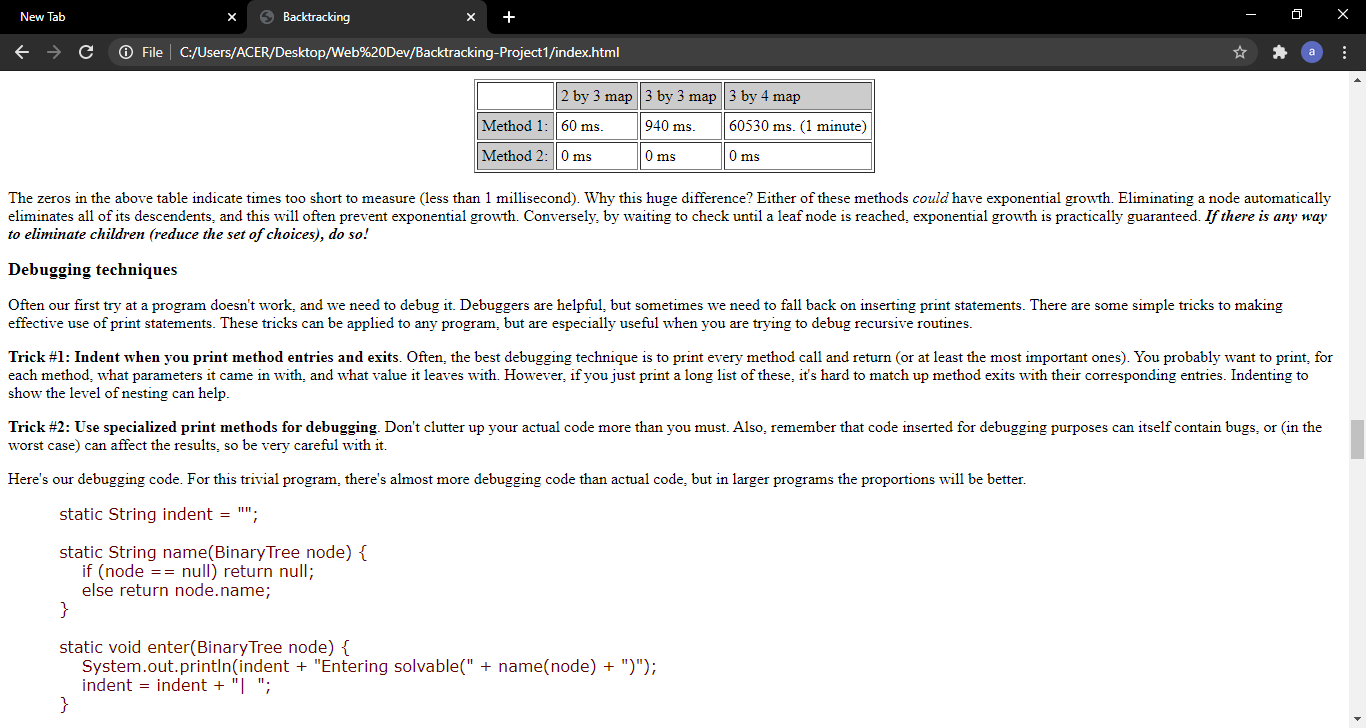 New Tab
Backtracking
File
C:/Users/ACER/Desktop/Web%20Dev/Backtracking-Project1/index.html
a
2 by 3 map 3 by 3 map 3 by 4 map
Method 1: 60 ms. 940 ms. 60530 ms. (1 minute)
Method 2: 0 ms 0 ms 0 ms
The zeros in the above table indicate times too short to measure (less than 1 millisecond). Why this huge difference? Either of these methods could have exponential growth. Eliminating a node automatically
eliminates all of its descendents, and this will often prevent exponential growth. Conversely, by waiting to check until a leaf node is reached, exponential growth is practically guaranteed. If there is any way
to eliminate children (reduce the set of choices), do so!
Debugging techniques
Often our first try at a program doesn't work, and we need to debug it. Debuggers are helpful, but sometimes we need to fall back on inserting print statements. There are some simple tricks to making
effective use of print statements. These tricks can be applied to any program, but are especially useful when you are trying to debug recursive routines.
Trick #1: Indent when you print method entries and exits. Often, the best debugging technique is to print every method call and return (or at least the most important ones). You probably want to print, for
each method, what parameters it came in with, and what value it leaves with. However, if you just print a long list of these, it's hard to match up method exits with their corresponding entries. Indenting to
show the level of nesting can help.
Trick #2: Use specialized print methods for debugging. Don't clutter up your actual code more than you must. Also, remember that code inserted for debugging purposes can itself contain bugs, or (in the
worst case) can affect the results, so be very careful with it.
Here's our debugging code. For this trivial program, there's almost more debugging code than actual code, but in larger programs the proportions will be better.
static String indent = "";
static String name(BinaryTree node) {
if (node == null) return null;
else return node.name;
}
static void enter(BinaryTree node) {
System.out.println(indent + "Entering solvable(" + name(node) + ")");
indent = indent + "|  ";
}